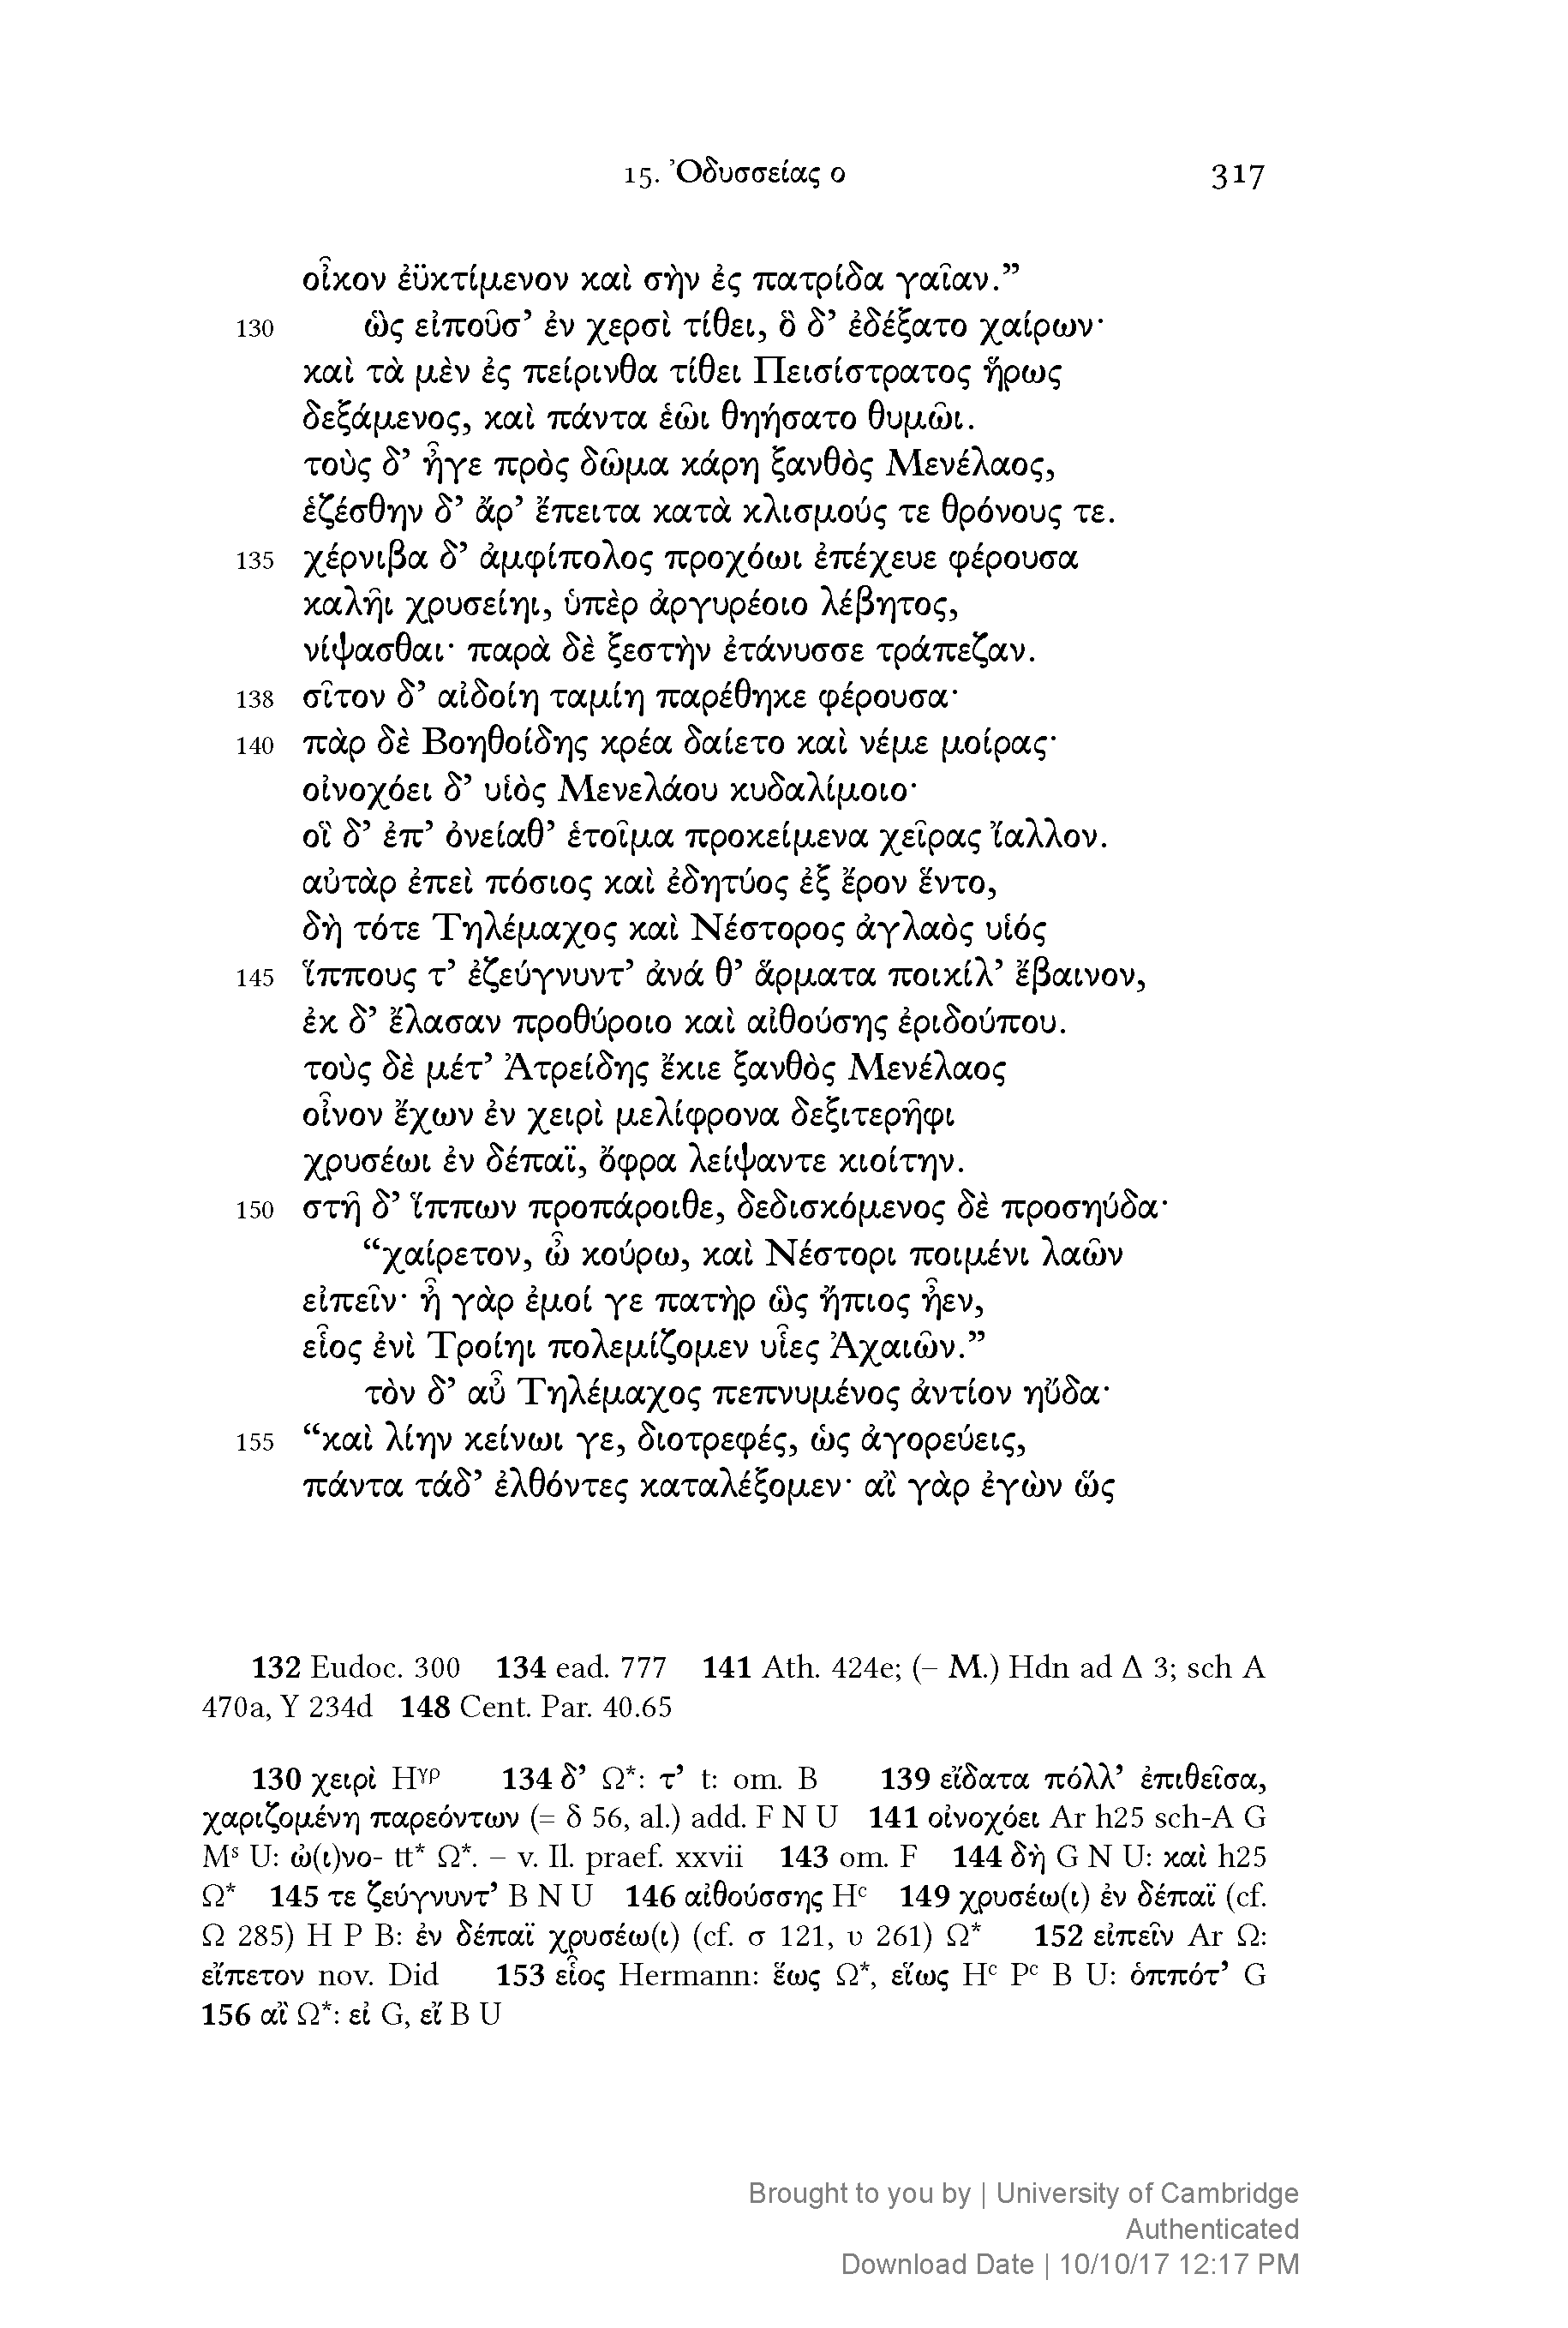 15. Ὀδυσσείας ο 317
οἶκον ἐϋκτίμενον καὶ σὴν ἐς πατρίδα γαῖαν.”
130 ὣς εἰποῦσ’ ἐν χερσὶ τίθει, ὃ δ’ ἐδέξατο χαίρων·
καὶ τὰ μὲν ἐς πείρινθα τίθει Πεισίστρατος ἥρως
δεξάμενος, καὶ πάντα ἑῶι θηήσατο θυμῶι.
τοὺς δ’ ἦγε πρὸς δῶμα κάρη ξανθὸς Μενέλαος,
ἑζέσθην δ’ ἄρ’ ἔπειτα κατὰ κλισμούς τε θρόνους τε.
135 χέρνιβα δ’ ἀμφίπολος προχόωι ἐπέχευε φέρουσα
καλῆι χρυσείηι, ὑπὲρ ἀργυρέοιο λέβητος,
νίψασθαι· παρὰ δὲ ξεστὴν ἐτάνυσσε τράπεζαν.
138 σῖτον δ’ αἰδοίη ταμίη παρέθηκε φέρουσα·
140 πὰρ δὲ Βοηθοίδης κρέα δαίετο καὶ νέμε μοίρας·
οἰνοχόει δ’ υἱὸς Μενελάου κυδαλίμοιο·
οἳ δ’ ἐπ’ ὀνείαθ’ ἑτοῖμα προκείμενα χεῖρας ἴαλλον.
αὐτὰρ ἐπεὶ πόσιος καὶ ἐδητύος ἐξ ἔρον ἕντο,
δὴ τότε Τηλέμαχος καὶ Νέστορος ἀγλαὸς υἱός
145 ἵππους τ’ ἐζεύγνυντ’ ἀνά θ’ ἅρματα ποικίλ’ ἔβαινον,
ἐκ δ’ ἔλασαν προθύροιο καὶ αἰθούσης ἐριδούπου.
τοὺς δὲ μέτ’ Ἀτρείδης ἔκιε ξανθὸς Μενέλαος
οἶνον ἔχων ἐν χειρὶ μελίφρονα δεξιτερῆφι
χρυσέωι ἐν δέπαϊ, ὄφρα λείψαντε κιοίτην.
150 στῆ δ’ ἵππων προπάροιθε, δεδισκόμενος δὲ προσηύδα·
“χαίρετον, ὦ κούρω, καὶ Νέστορι ποιμένι λαῶν
εἰπεῖν· ἦ γὰρ ἐμοί γε πατὴρ ὣς ἤπιος ἦεν,
εἷος ἐνὶ Τροίηι πολεμίζομεν υἷες Ἀχαιῶν.”
τὸν δ’ αὖ Τηλέμαχος πεπνυμένος ἀντίον ηὔδα·
155 “καὶ λίην κείνωι γε, διοτρεφές, ὡς ἀγορεύεις,
πάντα τάδ’ ἐλθόντες καταλέξομεν· αἲ γὰρ ἐγὼν ὥς
132 Eudoc. 300 134 ead. 777 141 Ath. 424e; (– M.) Hdn ad Δ 3; sch A
470a, Υ 234d 148 Cent. Par. 40.65
130 χειρὶ Hγρ 134 δ’ Ω*: τ’ t: om. B 139 εἴδατα πόλλ’ ἐπιθεῖσα,
χαριζομένη παρεόντων (= δ 56, al.) add. F N U 141 οἰνοχόει Ar h25 sch-A G
Ms U: ὠ(ι)νο- tt* Ω*. – v. Il. praef. xxvii 143 om. F 144 δὴ G N U: καὶ h25
Ω* 145 τε ζεύγνυντ’ B N U 146 αἰθούσσης Hc 149 χρυσέω(ι) ἐν δέπαϊ (cf.
Ω 285) H P B: ἐν δέπαϊ χρυσέω(ι) (cf. σ 121, υ 261) Ω* 152 εἰπεῖν Ar Ω:
εἴπετον nov. Did 153 εἷος Hermann: ἕως Ω*, εἵως Hc Pc B U: ὁππότ’ G
156 αἲ Ω*: εἰ G, εἴ B U
Brought to you by | University of Cambridge
Authenticated
Download Date | 10/10/17 12:17 PM